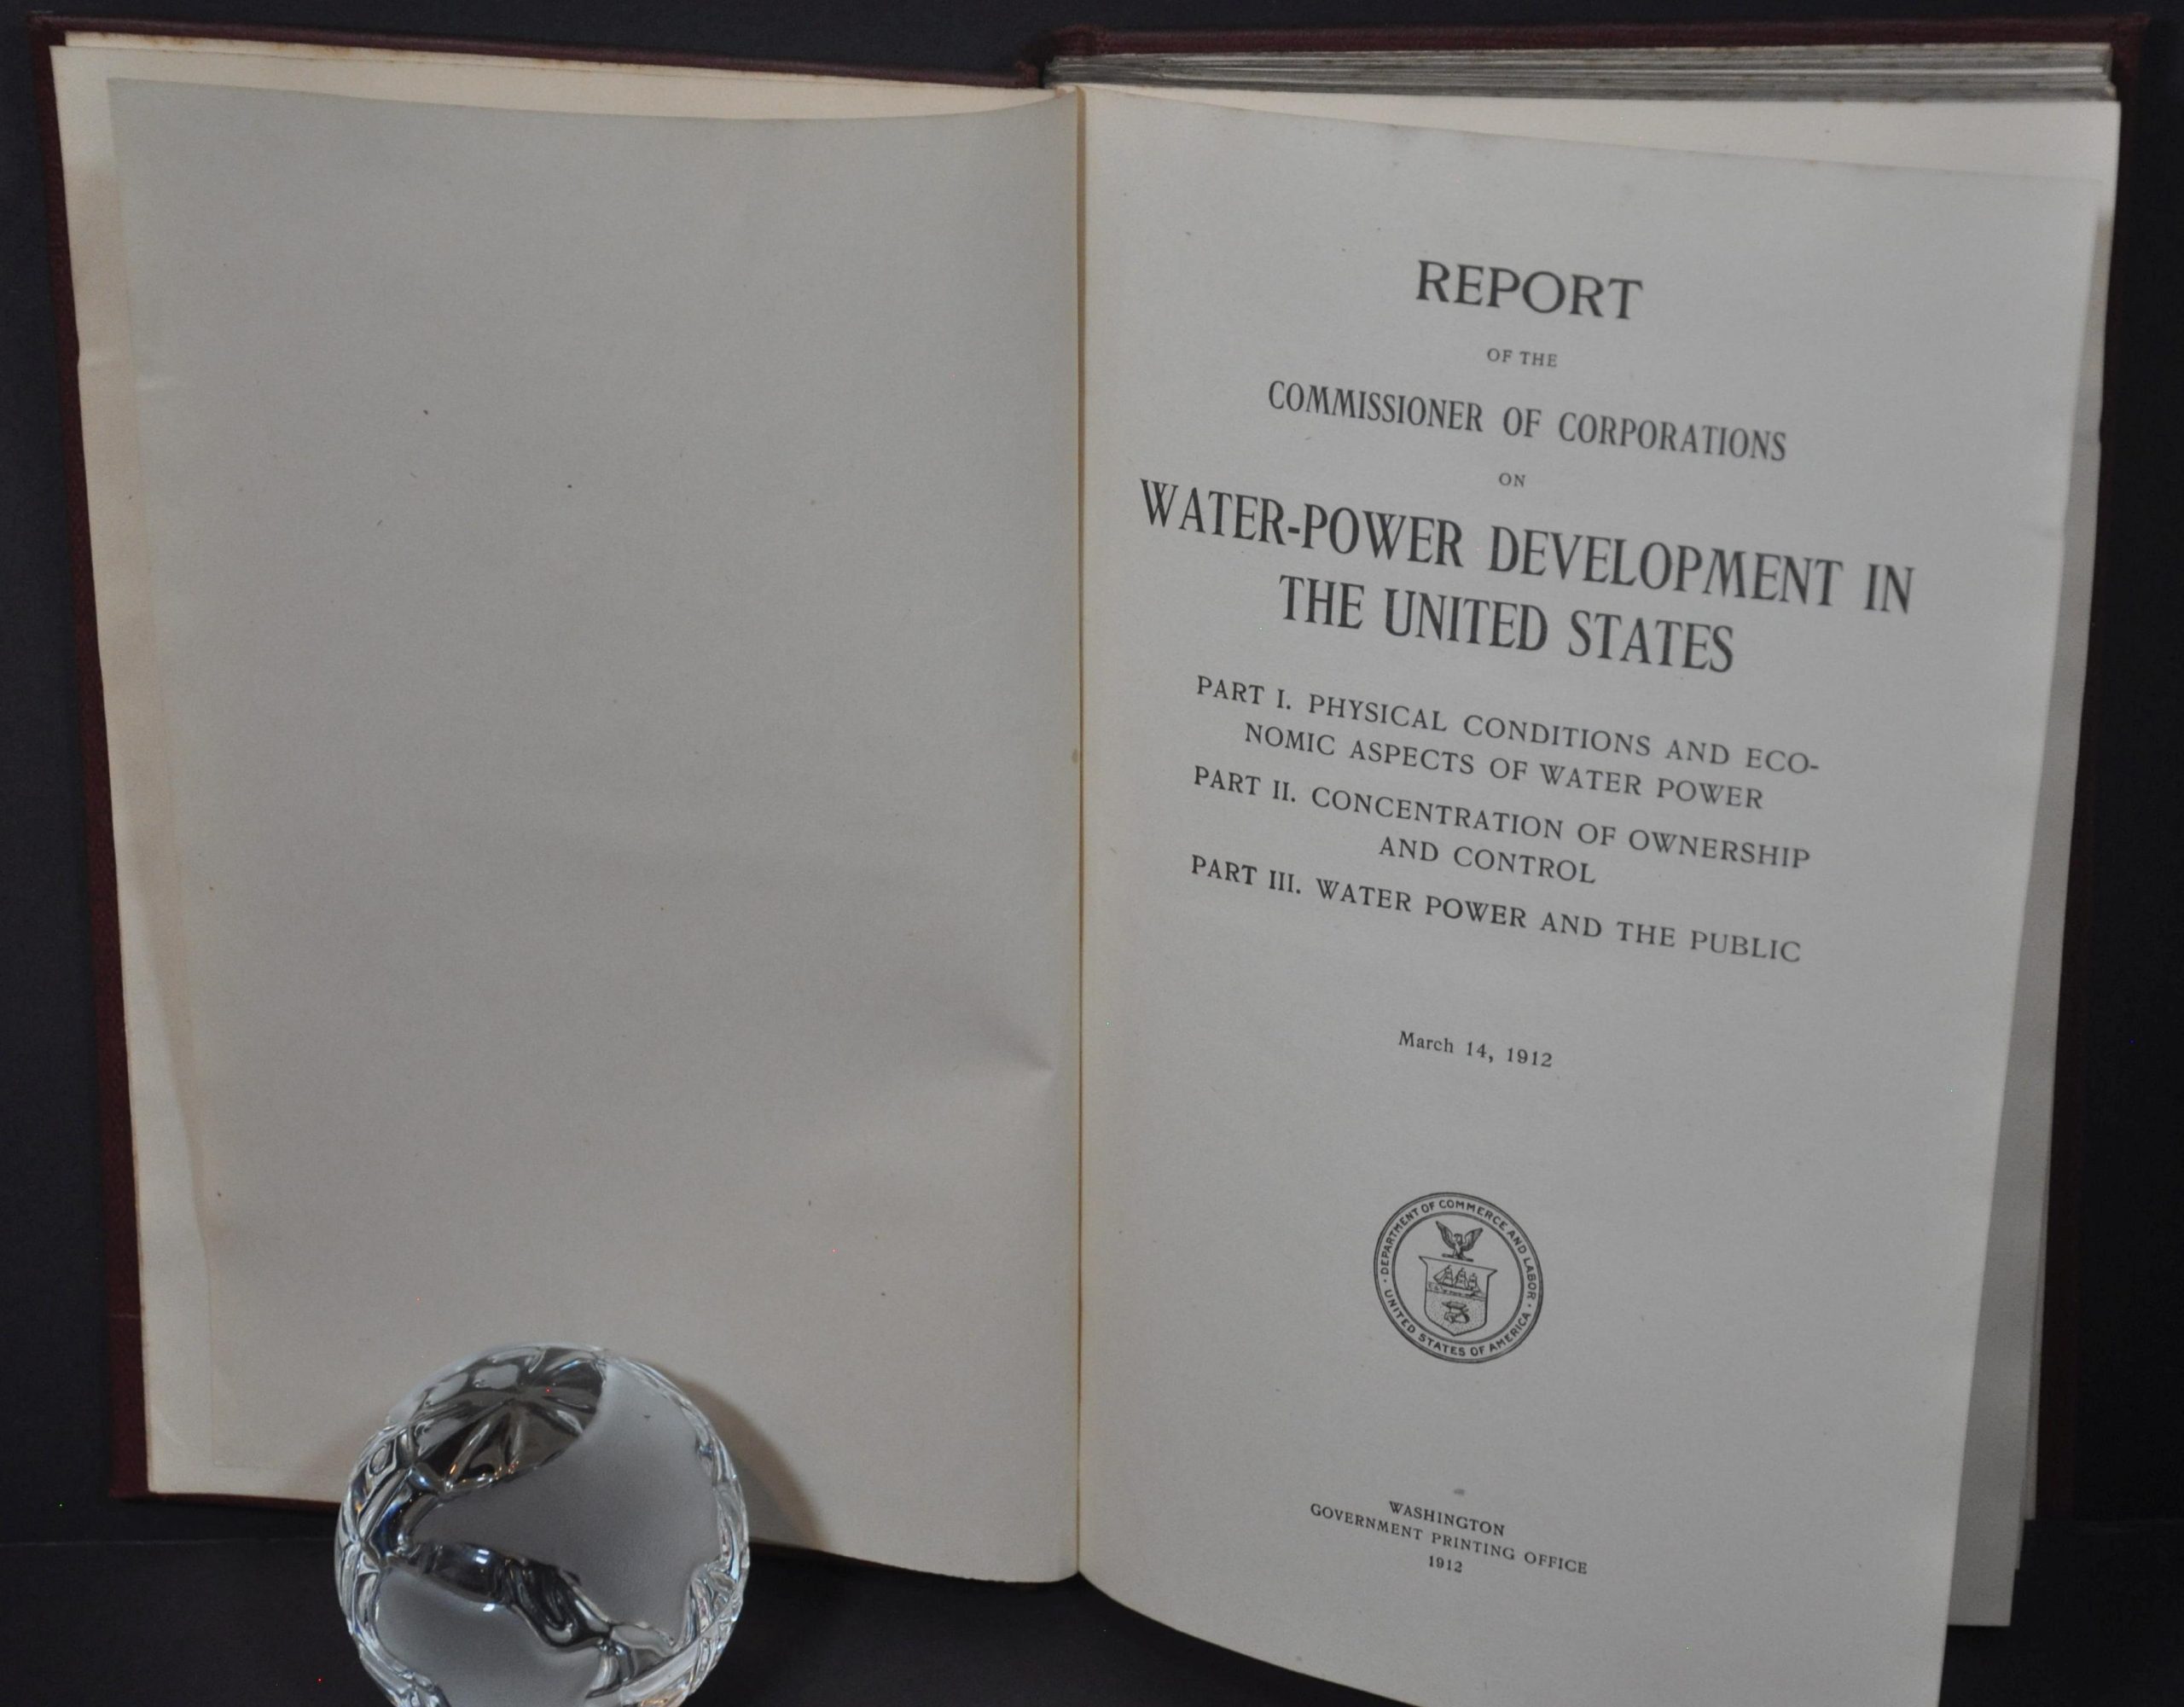 REPORT
OF THE
COMMISSIONER OF CORPORATIONS
ON
WATER-POWER DEVELOPMENT IN
THE UNITED STATES
PART I. PHYSICAL CONDITIONS AND ECO-
NOMIC ASPECTS OF WATER POWER
PART II. CONCENTRATION OF OWNERSHIP
AND CONTROL
PART III. WATER POWER AND THE PUBLIC
March 14, 1912
DEPARTMENT OF COMMERCE AND LABOR
UNITED STATES OF AMERICA
WASHINGTON
GOVERNMENT PRINTING OFFICE
1912